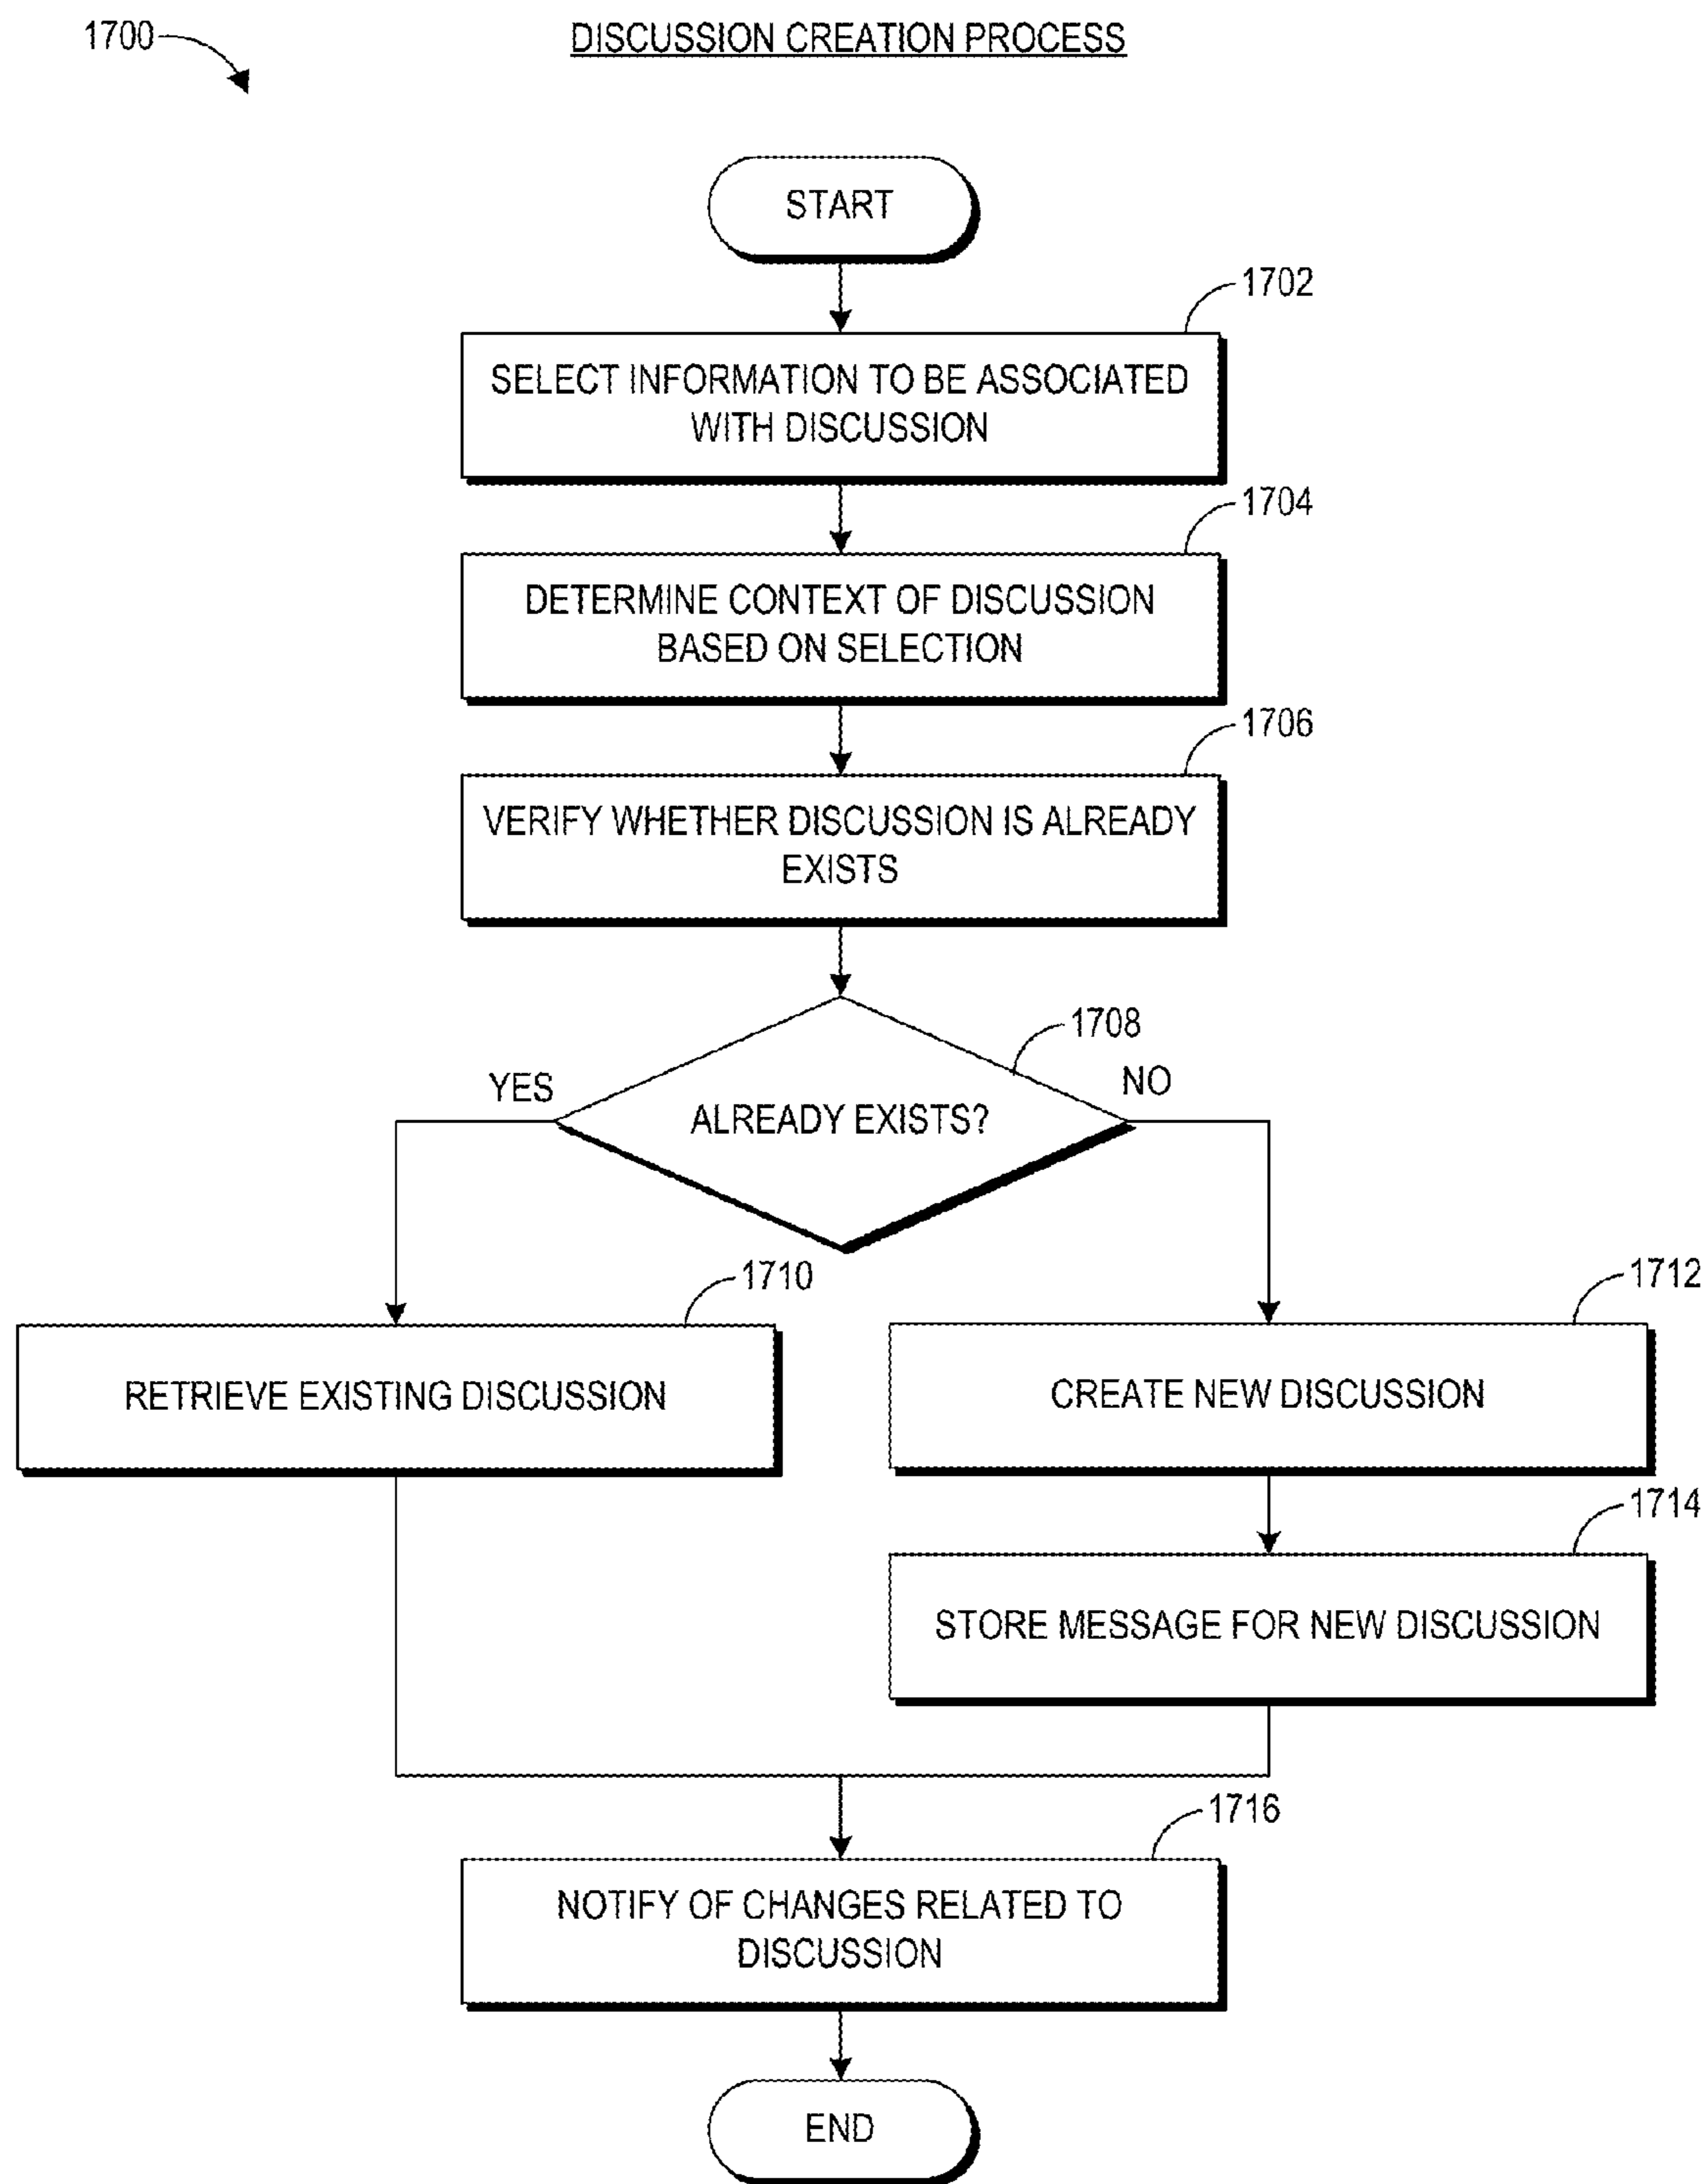 1700
DISCUSSION CREATION PROCESS
START
1702
SELECT INFORMATION TO BE ASSOCIATED
WITH DISCUSSION
1704
DETERMINE CONTEXT OF DISCUSSION
BASED ON SELECTION
1706
VERIFY WHETHER DISCUSSION IS ALREADY
EXISTS
1708
YES
NO
ALREADY EXISTS?
1710
1712
RETRIEVE EXISTING DISCUSSION
CREATE NEW DISCUSSION
1714
STORE MESSAGE FOR NEW DISCUSSION
1716
NOTIFY OF CHANGES RELATED TO
DISCUSSION
END